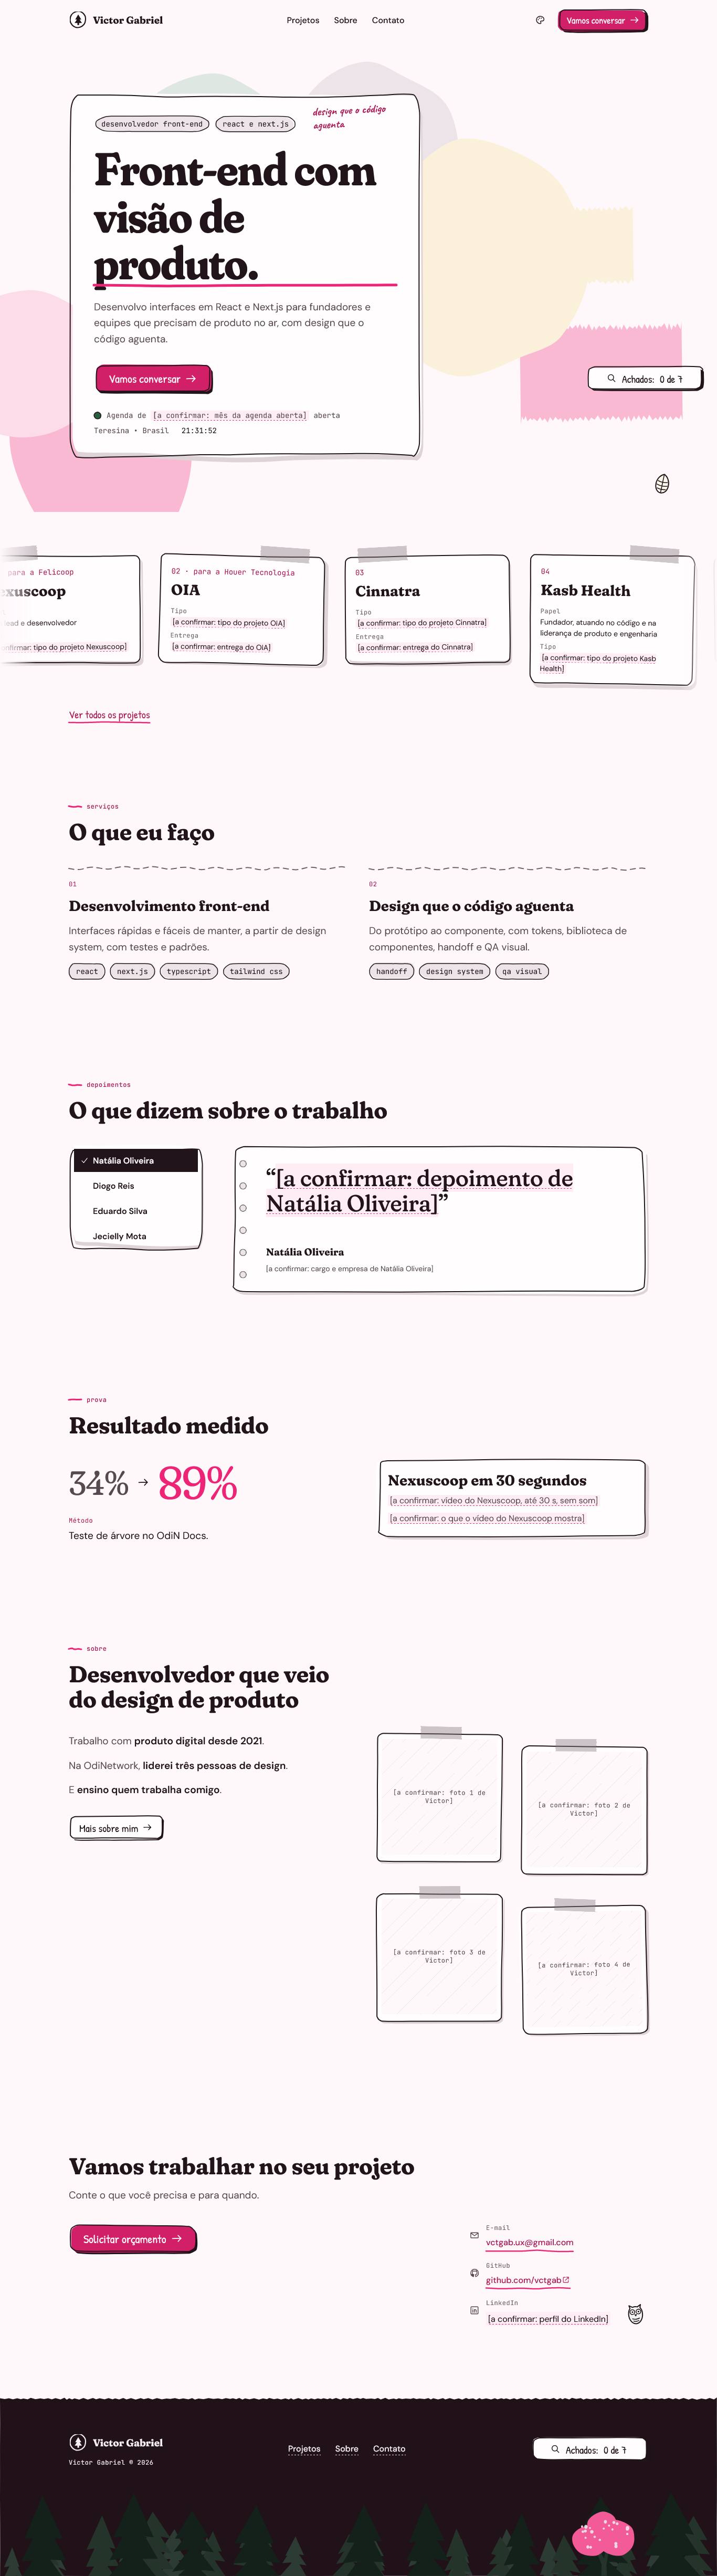 Victor Gabriel
Projetos Sobre Contato
Vamos conversar →
desenvolvedor front-end react e next.js
design que o código
aguenta
Front-end com
visão de
produto.
Desenvolvo interfaces em React e Next.js para fundadores e
equipes que precisam de produto no ar, com design que o
código aguenta.
Vamos conversar →
Agenda de [a confirmar: mês da agenda aberta] aberta
Teresina • Brasil 21:31:52
Achados: 0 de 7
para a Felicoop
exuscoop
ead e desenvolvedor
nfirmar: tipo do projeto Nexuscoop]
02 · para a Houer Tecnologia
OIA
Tipo
[a confirmar: tipo do projeto OIA]
Entrega
[a confirmar: entrega do OIA]
03
Cinnatra
Tipo
[a confirmar: tipo do projeto Cinnatra]
Entrega
[a confirmar: entrega do Cinnatra]
04
Kasb Health
Papel
Fundador, atuando no código e na
liderança de produto e engenharia
Tipo
[a confirmar: tipo do projeto Kasb
Health]
Ver todos os projetos
serviços
O que eu faço
01
Desenvolvimento front-end
Interfaces rápidas e fáceis de manter, a partir de design
system, com testes e padrões.
react next.js typescript tailwind css
02
Design que o código aguenta
Do protótipo ao componente, com tokens, biblioteca de
componentes, handoff e QA visual.
handoff design system qa visual
depoimentos
O que dizem sobre o trabalho
Natália Oliveira
Diogo Reis
Eduardo Silva
Jecielly Mota
“[a confirmar: depoimento de
Natália Oliveira]”
Natália Oliveira
[a confirmar: cargo e empresa de Natália Oliveira]
prova
Resultado medido
34% → 89%
Método
Teste de árvore no OdiN Docs.
Nexuscoop em 30 segundos
[a confirmar: vídeo do Nexuscoop, até 30 s, sem som]
[a confirmar: o que o vídeo do Nexuscoop mostra]
sobre
Desenvolvedor que veio
do design de produto
Trabalho com produto digital desde 2021.
Na OdiNetwork, liderei três pessoas de design.
E ensino quem trabalha comigo.
Mais sobre mim →
[a confirmar: foto 1 de
Victor]
[a confirmar: foto 2 de
Victor]
[a confirmar: foto 3 de
Victor]
[a confirmar: foto 4 de
Victor]
Vamos trabalhar no seu projeto
Conte o que você precisa e para quando.
Solicitar orçamento →
E-mail
vctgab.ux@gmail.com
GitHub
github.com/vctgab
LinkedIn
[a confirmar: perfil do LinkedIn]
Victor Gabriel
Victor Gabriel © 2026
Projetos Sobre Contato
Achados: 0 de 7